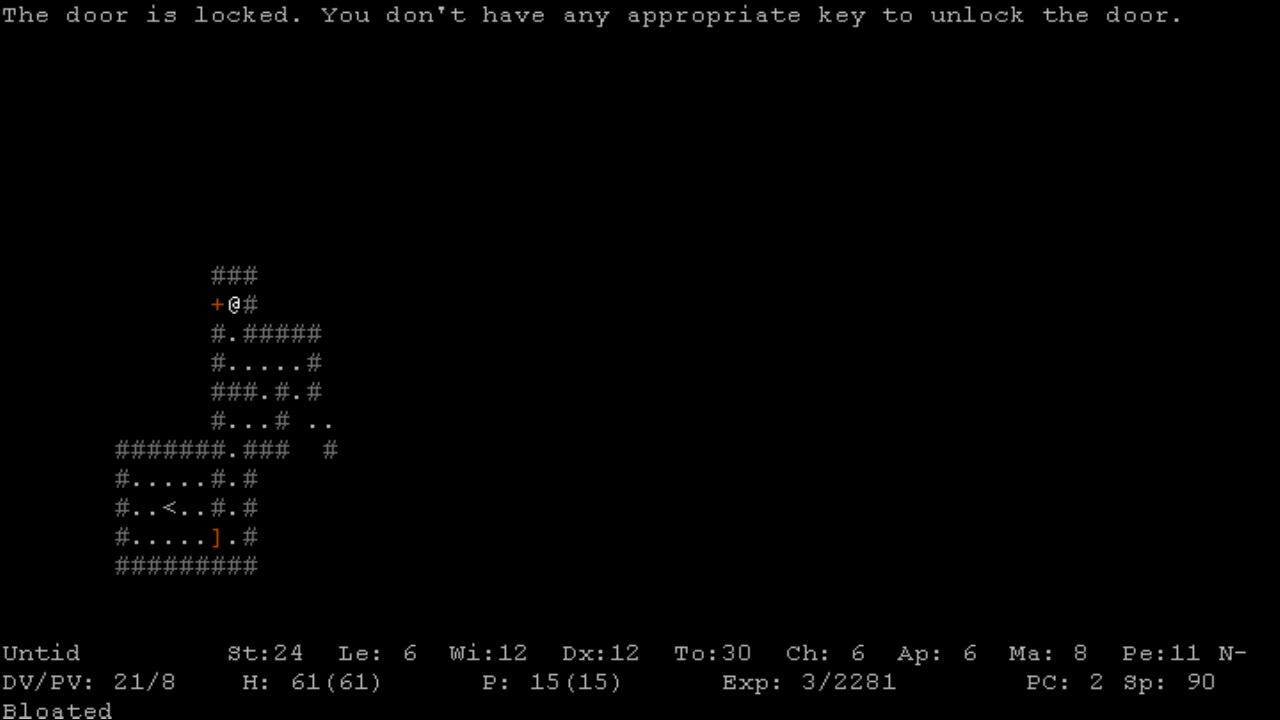 The door is locked. You don't have any appropriate key to unlock the door.
###
+@#
#.#####
#.....#
###.#.#
#...# ..
#######.### #
#.....#.#
#..<..#.#
#.....].#
#########
Untid St:24 Le: 6 Wi:12 Dx:12 To:30 Ch: 6 Ap: 6 Ma: 8 Pe:11 N-
DV/PV: 21/8 H: 61(61) P: 15(15) Exp: 3/2281 PC: 2 Sp: 90
Bloated